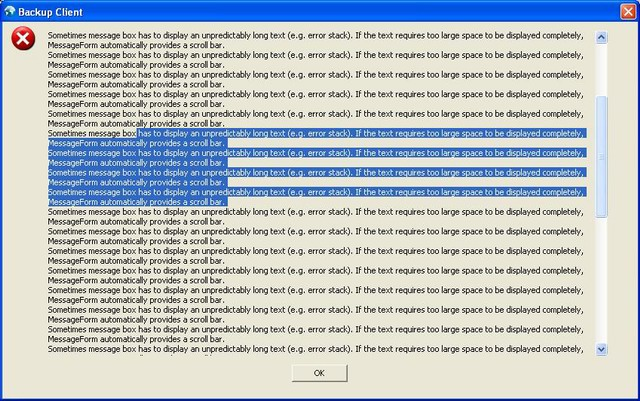 Backup Client
Sometimes message box has to display an unpredictably long text (e.g. error stack). If the text requires too large space to be displayed completely,
MessageForm automatically provides a scroll bar.
Sometimes message box has to display an unpredictably long text (e.g. error stack). If the text requires too large space to be displayed completely,
MessageForm automatically provides a scroll bar.
Sometimes message box has to display an unpredictably long text (e.g. error stack). If the text requires too large space to be displayed completely,
MessageForm automatically provides a scroll bar.
Sometimes message box has to display an unpredictably long text (e.g. error stack). If the text requires too large space to be displayed completely,
MessageForm automatically provides a scroll bar.
Sometimes message box has to display an unpredictably long text (e.g. error stack). If the text requires too large space to be displayed completely,
MessageForm automatically provides a scroll bar.
Sometimes message box has to display an unpredictably long text (e.g. error stack). If the text requires too large space to be displayed completely,
MessageForm automatically provides a scroll bar.
Sometimes message box has to display an unpredictably long text (e.g. error stack). If the text requires too large space to be displayed completely,
MessageForm automatically provides a scroll bar.
Sometimes message box has to display an unpredictably long text (e.g. error stack). If the text requires too large space to be displayed completely,
MessageForm automatically provides a scroll bar.
Sometimes message box has to display an unpredictably long text (e.g. error stack). If the text requires too large space to be displayed completely,
MessageForm automatically provides a scroll bar.
Sometimes message box has to display an unpredictably long text (e.g. error stack). If the text requires too large space to be displayed completely,
MessageForm automatically provides a scroll bar.
Sometimes message box has to display an unpredictably long text (e.g. error stack). If the text requires too large space to be displayed completely,
MessageForm automatically provides a scroll bar.
Sometimes message box has to display an unpredictably long text (e.g. error stack). If the text requires too large space to be displayed completely,
MessageForm automatically provides a scroll bar.
Sometimes message box has to display an unpredictably long text (e.g. error stack). If the text requires too large space to be displayed completely,
MessageForm automatically provides a scroll bar.
Sometimes message box has to display an unpredictably long text (e.g. error stack). If the text requires too large space to be displayed completely,
MessageForm automatically provides a scroll bar.
Sometimes message box has to display an unpredictably long text (e.g. error stack). If the text requires too large space to be displayed completely,
MessageForm automatically provides a scroll bar.
Sometimes message box has to display an unpredictably long text (e.g. error stack). If the text requires too large space to be displayed completely,
MessageForm automatically provides a scroll bar.
Sometimes message box has to display an unpredictably long text (e.g. error stack). If the text requires too large space to be displayed completely,
OK